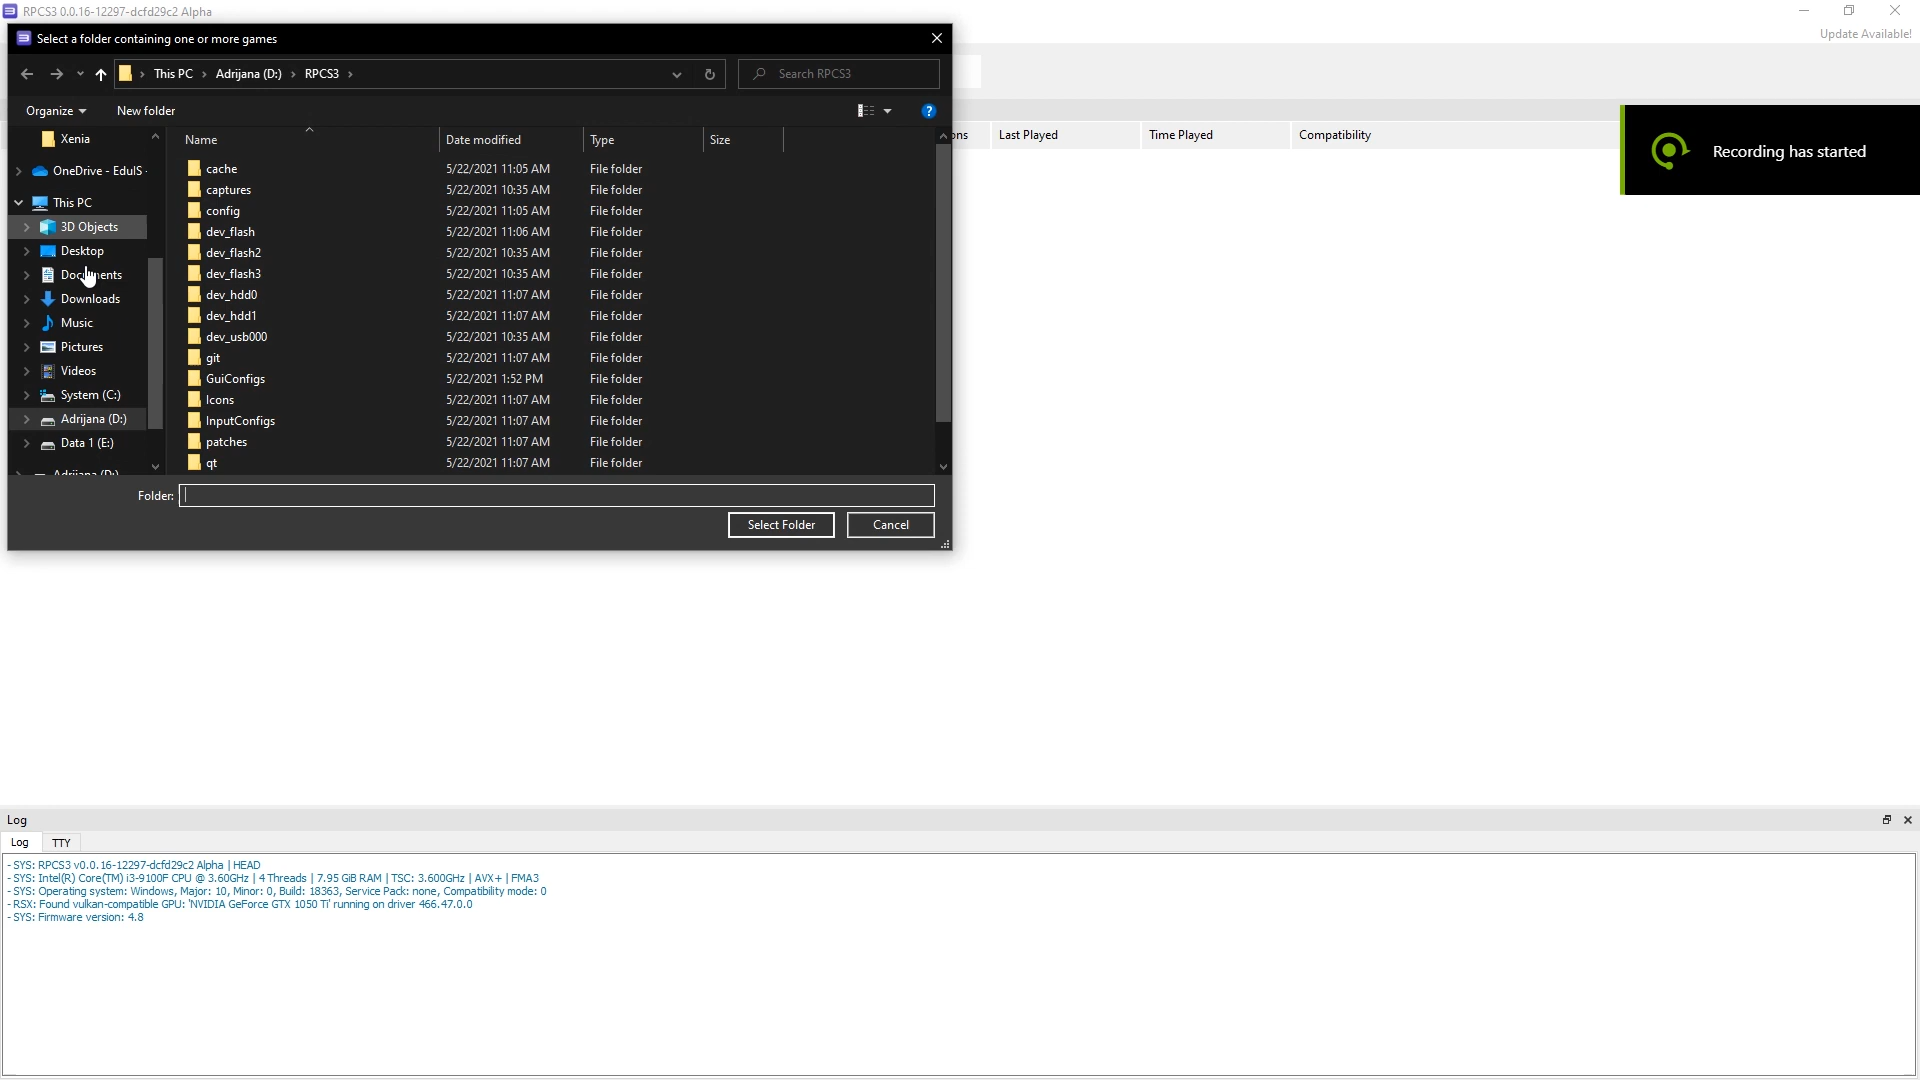 RPCS3 0.0.16-12297-dcfd29c2 Alpha
Update Available!
Select a folder containing one or more games
This PC Adrijana (D:) RPCS3
Search RPCS3
Organize New folder
Recording has started
Name Date modified Type Size
ons Last Played Time Played Compatibility
Xenia
OneDrive - EduIS -
This PC
3D Objects
Desktop
Documents
Downloads
Music
Pictures
Videos
System (C:)
Adrijana (D:)
Data 1 (E:)
Adrijana (D:)
cache 5/22/2021 11:05 AM File folder
captures 5/22/2021 10:35 AM File folder
config 5/22/2021 11:05 AM File folder
dev_flash 5/22/2021 11:06 AM File folder
dev_flash2 5/22/2021 10:35 AM File folder
dev_flash3 5/22/2021 10:35 AM File folder
dev_hdd0 5/22/2021 11:07 AM File folder
dev_hdd1 5/22/2021 11:07 AM File folder
dev_usb000 5/22/2021 10:35 AM File folder
git 5/22/2021 11:07 AM File folder
GuiConfigs 5/22/2021 1:52 PM File folder
Icons 5/22/2021 11:07 AM File folder
InputConfigs 5/22/2021 11:07 AM File folder
patches 5/22/2021 11:07 AM File folder
qt 5/22/2021 11:07 AM File folder
Folder:
Select Folder Cancel
Log
Log TTY
- SYS: RPCS3 v0.0.16-12297-dcfd29c2 Alpha | HEAD
- SYS: Intel(R) Core(TM) i3-9100F CPU @ 3.60GHz | 4 Threads | 7.95 GiB RAM | TSC: 3.600GHz | AVX+ | FMA3
- SYS: Operating system: Windows, Major: 10, Minor: 0, Build: 18363, Service Pack: none, Compatibility mode: 0
- RSX: Found vulkan-compatible GPU: 'NVIDIA GeForce GTX 1050 Ti' running on driver 466.47.0.0
- SYS: Firmware version: 4.8